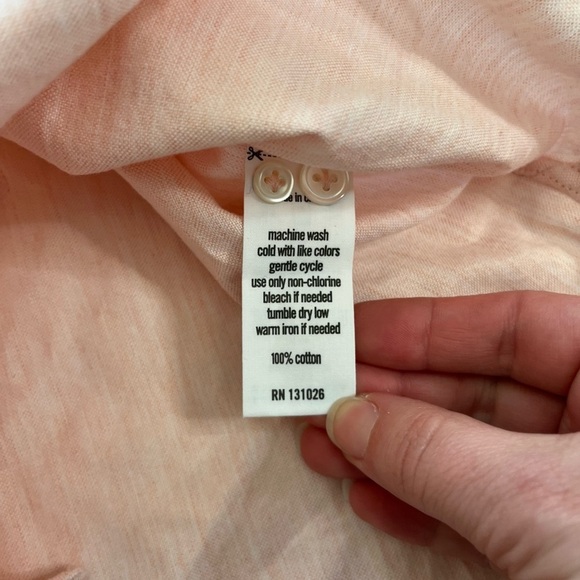 in
machine wash
cold with like colors
gentle cycle
use only non-chlorine
bleach if needed
tumble dry low
warm iron if needed
100% cotton
RN 131026